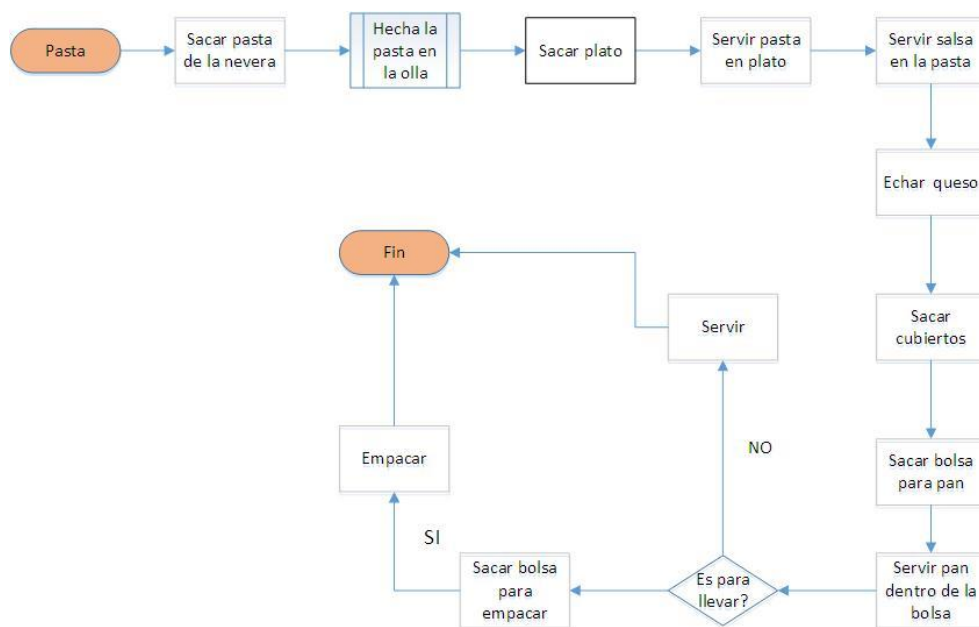 Pasta
Sacar pasta
de la nevera
Hecha la
pasta en
la olla
Sacar plato
Servir pasta
en plato
Servir salsa
en la pasta
Echar queso
Sacar
cubiertos
Sacar bolsa
para pan
Servir pan
dentro de la
bolsa
Es para
llevar?
NO
Servir
SI
Sacar bolsa
para
empacar
Empacar
Fin